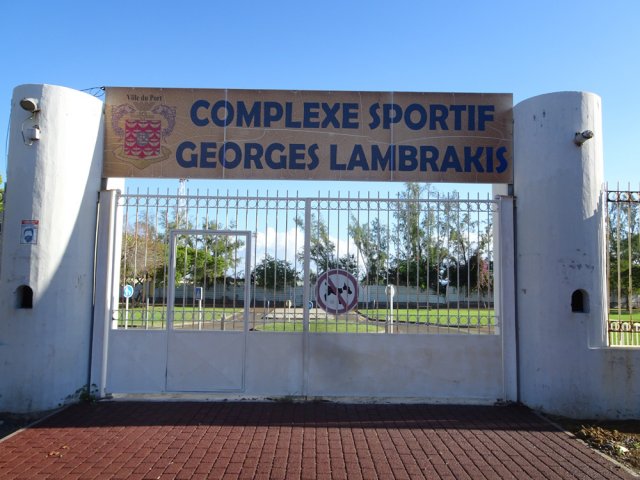 Ville du Port
COMPLEXE SPORTIF
GEORGES LAMBRAKIS